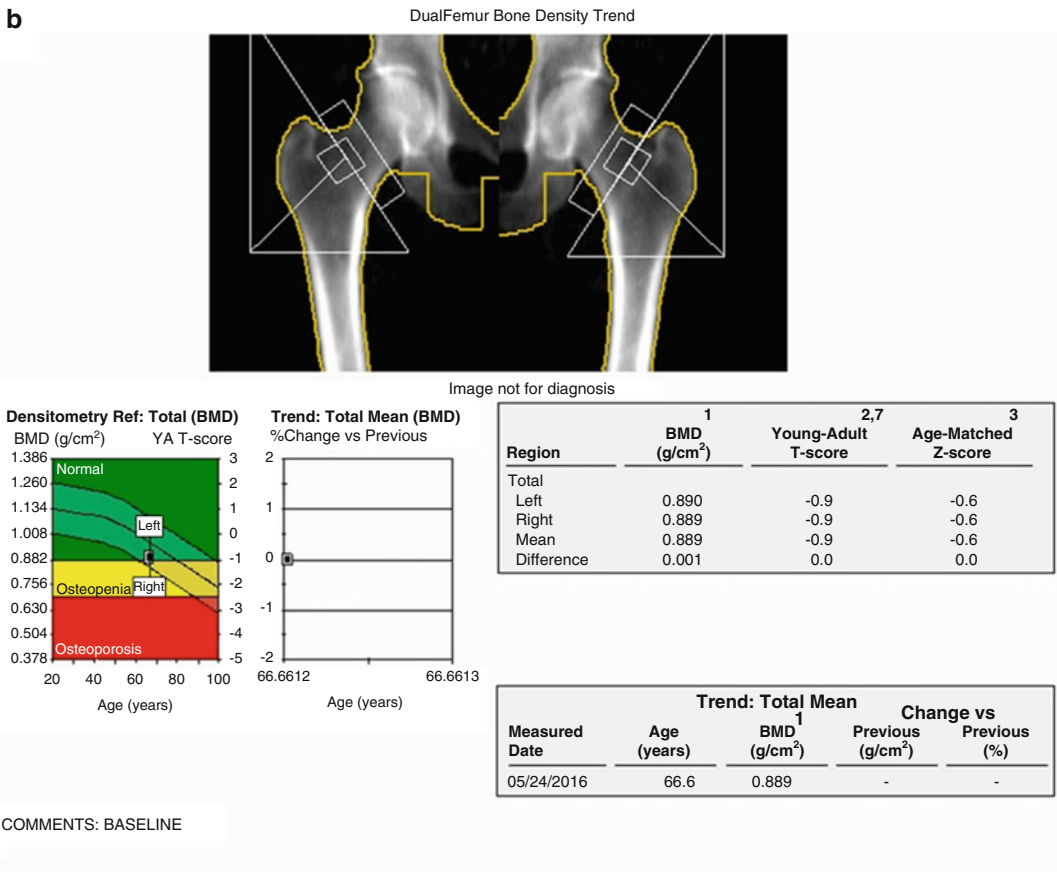 b
DualFemur Bone Density Trend
Image not for diagnosis
Densitometry Ref: Total (BMD)
BMD (g/cm²) YA T-score
1.386 Normal 3
1.260 2
1.134 1
1.008 Left 0
0.882 -1
0.756 Osteopenia Right -2
0.630 -3
0.504 -4
Osteoporosis
0.378 -5
20 40 60 80 100
Age (years)
Trend: Total Mean (BMD)
%Change vs Previous
2
1
0
-1
-2
66.6612 66.6613
Age (years)
1 2,7 3
BMD Young-Adult Age-Matched
Region (g/cm²) T-score Z-score
Total
Left 0.890 -0.9 -0.6
Right 0.889 -0.9 -0.6
Mean 0.889 -0.9 -0.6
Difference 0.001 0.0 0.0
Trend: Total Mean Change vs
1
Measured Age BMD Previous Previous
Date (years) (g/cm²) (g/cm²) (%)
05/24/2016 66.6 0.889 - -
COMMENTS: BASELINE